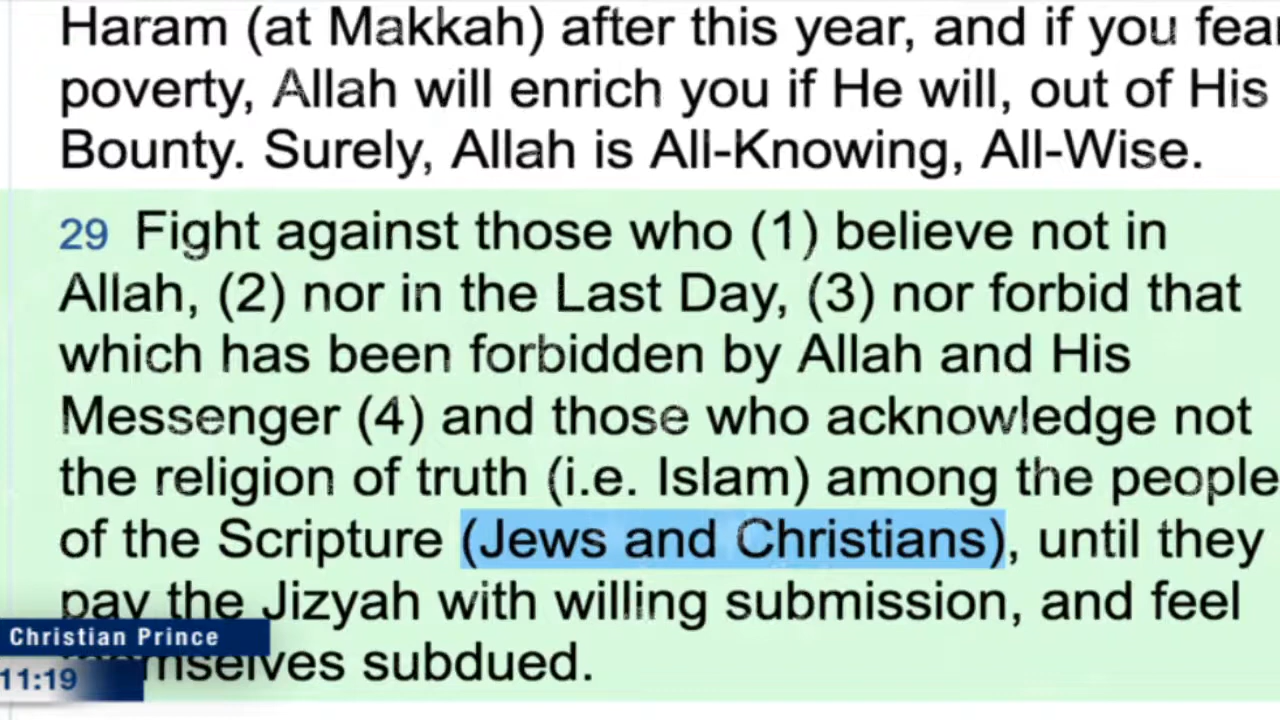 Haram (at Makkah) after this year, and if you fear
poverty, Allah will enrich you if He will, out of His
Bounty. Surely, Allah is All-Knowing, All-Wise.
29 Fight against those who (1) believe not in
Allah, (2) nor in the Last Day, (3) nor forbid that
which has been forbidden by Allah and His
Messenger (4) and those who acknowledge not
the religion of truth (i.e. Islam) among the people
of the Scripture (Jews and Christians), until they
pay the Jizyah with willing submission, and feel
themselves subdued.
Christian Prince
11:19